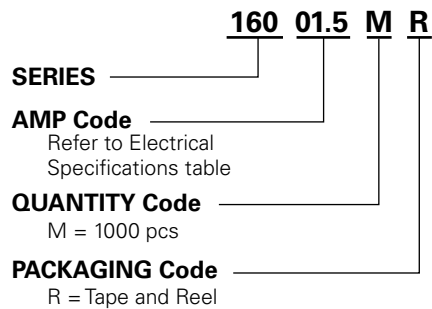 160 01.5 M R
SERIES
AMP Code
Refer to Electrical
Specifications table
QUANTITY Code
M = 1000 pcs
PACKAGING Code
R = Tape and Reel